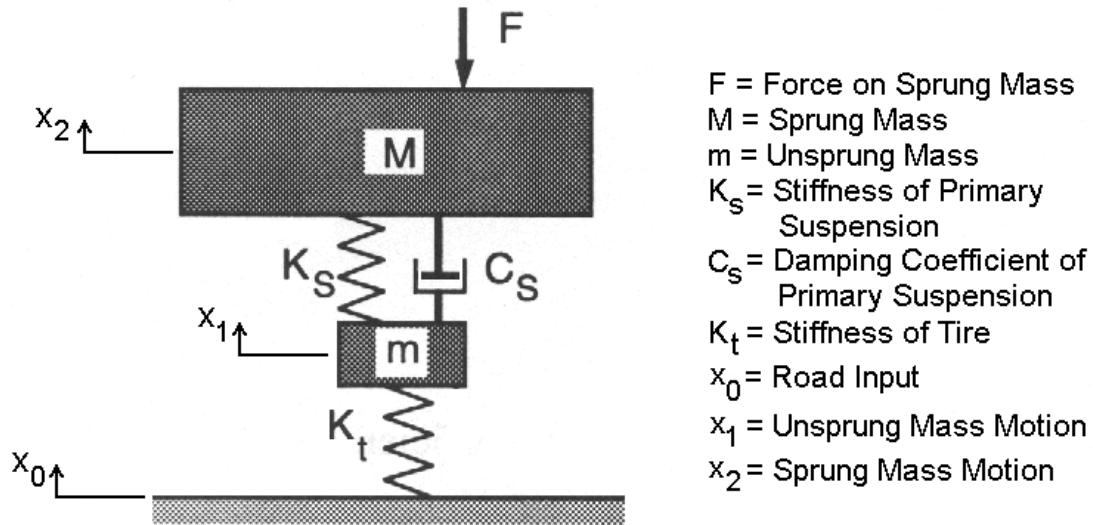 F
x2
M
Ks
Cs
x1
m
Kt
x0
F = Force on Sprung Mass
M = Sprung Mass
m = Unsprung Mass
Ks = Stiffness of Primary
Suspension
Cs = Damping Coefficient of
Primary Suspension
Kt = Stiffness of Tire
x0 = Road Input
x1 = Unsprung Mass Motion
x2 = Sprung Mass Motion